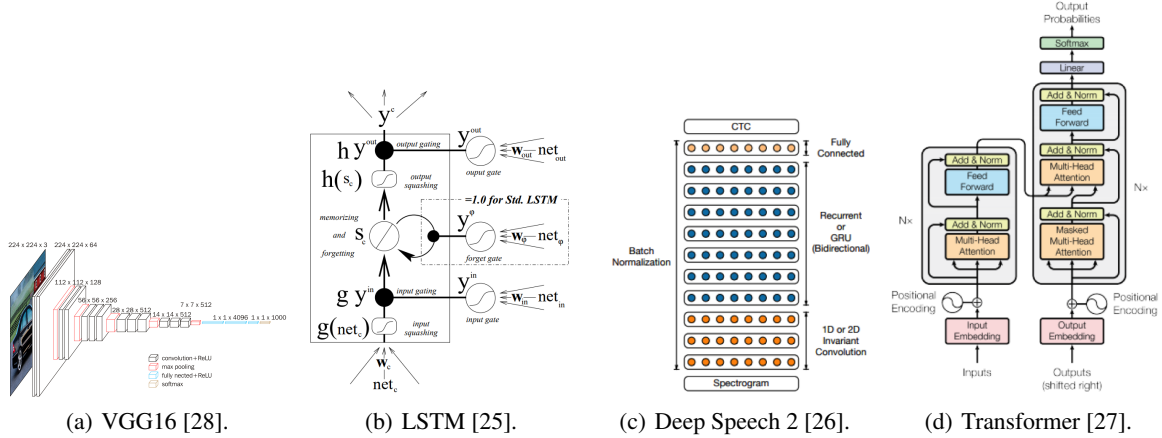 224 x 224 x 3
224 x 224 x 64
112 x 112 x 128
56 x 56 x 256
28 x 28 x 512
14 x 14 x 512
7 x 7 x 512
1 x 1 x 4096
1 x 1 x 1000
convolution+ReLU
max pooling
fully nected+ReLU
softmax
(a) VGG16 [28].
y^c
h y^out
output gating
y^out
w_out
net_out
ouput gate
h(s_c)
output squashing
=1.0 for Std. LSTM
memorizing and forgetting
s_c
y^φ
w_φ
net_φ
forget gate
g y^in
input gating
y^in
w_in
net_in
input gate
g(net_c)
input squashing
w_c
net_c
(b) LSTM [25].
CTC
Fully
Connected
Recurrent
or
GRU
(Bidirectional)
Batch
Normalization
1D or 2D
Invariant
Convolution
Spectrogram
(c) Deep Speech 2 [26].
Output
Probabilities
Softmax
Linear
Add & Norm
Feed
Forward
Add & Norm
Multi-Head
Attention
Add & Norm
Masked
Multi-Head
Attention
N×
Add & Norm
Feed
Forward
Add & Norm
Multi-Head
Attention
N×
Positional
Encoding
Positional
Encoding
Input
Embedding
Output
Embedding
Inputs
Outputs
(shifted right)
(d) Transformer [27].